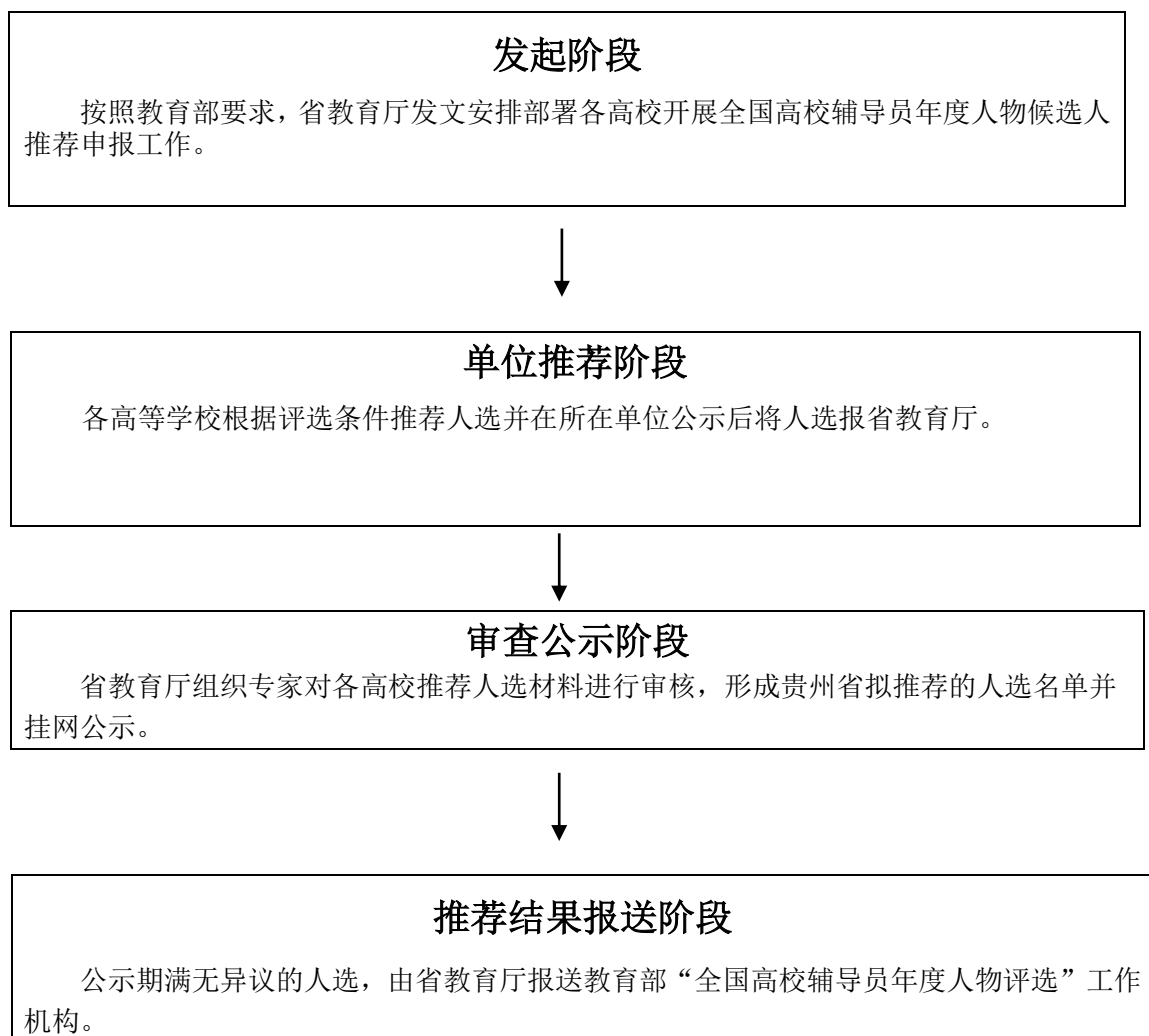 发起阶段
按照教育部要求，省教育厅发文安排部署各高校开展全国高校辅导员年度人物候选人
推荐申报工作。
单位推荐阶段
各高等学校根据评选条件推荐人选并在所在单位公示后将人选报省教育厅。
审查公示阶段
省教育厅组织专家对各高校推荐人选材料进行审核，形成贵州省拟推荐的人选名单并
挂网公示。
推荐结果报送阶段
公示期满无异议的人选，由省教育厅报送教育部“全国高校辅导员年度人物评选”工作
机构。